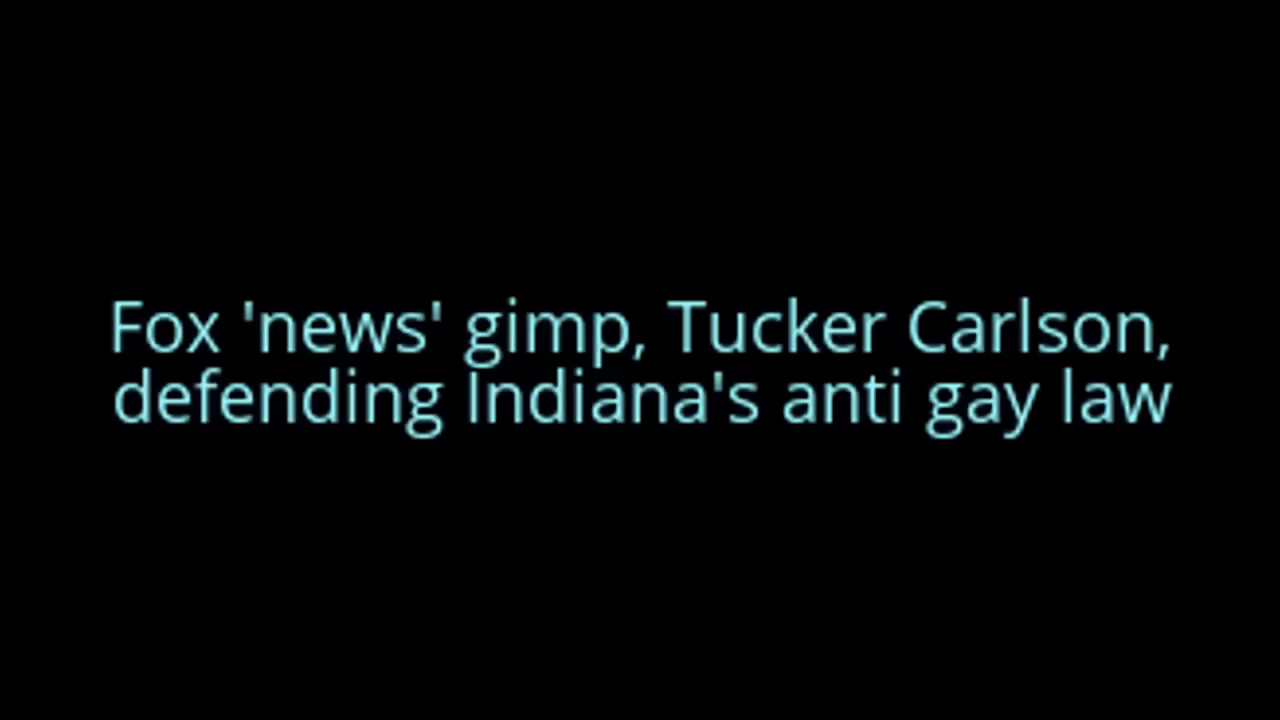 Fox 'news' gimp, Tucker Carlson,
defending Indiana's anti gay law